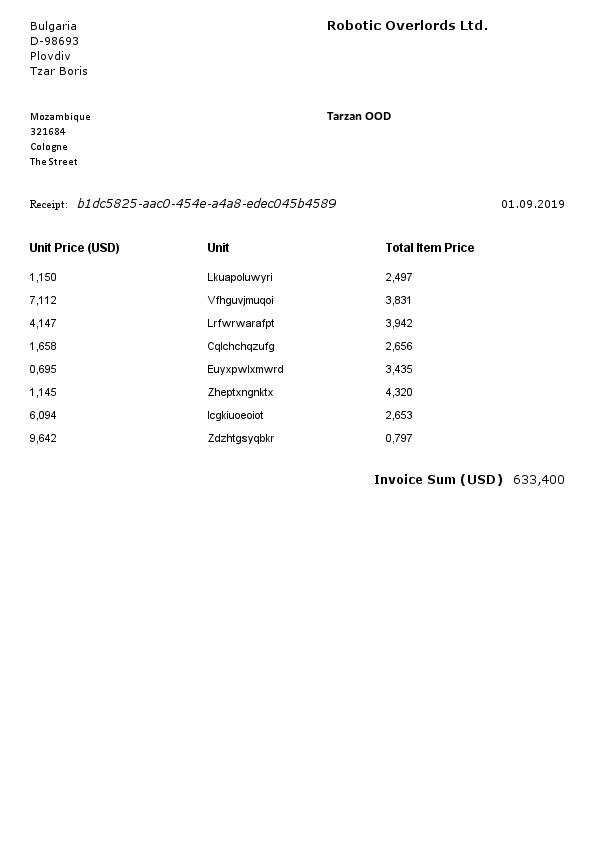 Bulgaria
D-98693
Plovdiv
Tzar Boris
Robotic Overlords Ltd.
Mozambique
321684
Cologne
The Street
Tarzan OOD
Receipt: b1dc5825-aac0-454e-a4a8-edec045b4589 01.09.2019
Unit Price (USD) Unit Total Item Price
1,150 Lkuapoluwyri 2,497
7,112 Vfhguvjmuqoi 3,831
4,147 Lrfwrwarafpt 3,942
1,658 Cqlchchqzufg 2,656
0,695 Euyxpwlxmwrd 3,435
1,145 Zheptxngnktx 4,320
6,094 Icgkiuoeoiot 2,653
9,642 Zdzhtgsyqbkr 0,797
Invoice Sum (USD) 633,400